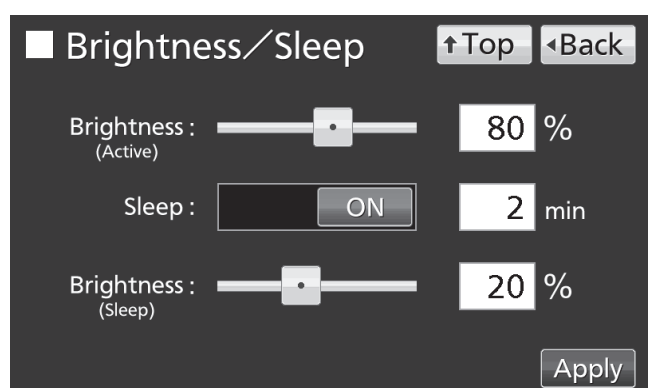 Brightness／Sleep
↑Top
◂Back
Brightness :
(Active)
80 %
Sleep :
ON
2 min
Brightness :
(Sleep)
20 %
Apply